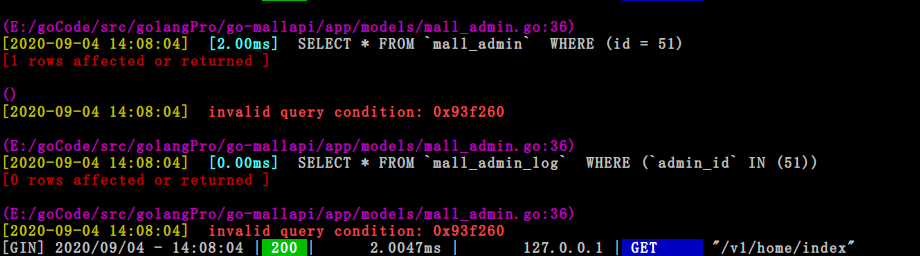 (E:/goCode/src/golangPro/go-mallapi/app/models/mall_admin.go:36)
[2020-09-04 14:08:04]  [2.00ms]  SELECT * FROM `mall_admin`  WHERE (id = 51)
[1 rows affected or returned ]
()
[2020-09-04 14:08:04]  invalid query condition: 0x93f260
(E:/goCode/src/golangPro/go-mallapi/app/models/mall_admin.go:36)
[2020-09-04 14:08:04]  [0.00ms]  SELECT * FROM `mall_admin_log`  WHERE (`admin_id` IN (51))
[0 rows affected or returned ]
(E:/goCode/src/golangPro/go-mallapi/app/models/mall_admin.go:36)
[2020-09-04 14:08:04]  invalid query condition: 0x93f260
[GIN] 2020/09/04 - 14:08:04 | 200 |      2.0047ms |       127.0.0.1 | GET      "/v1/home/index"